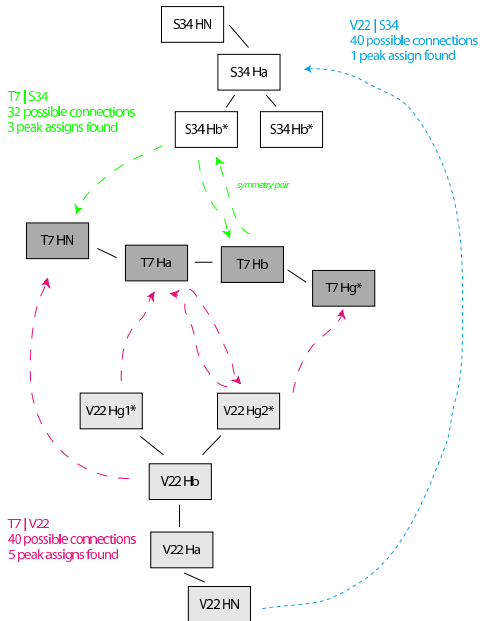 S34 HN
V22 | S34
40 possible connections
1 peak assign found
S34 Ha
T7 | S34
32 possible connections
3 peak assigns found
S34 Hb*
S34 Hb*
symmetry pair
T7 HN
T7 Ha
T7 Hb
T7 Hg*
V22 Hg1*
V22 Hg2*
V22 Hb
T7 | V22
40 possible connections
5 peak assigns found
V22 Ha
V22 HN